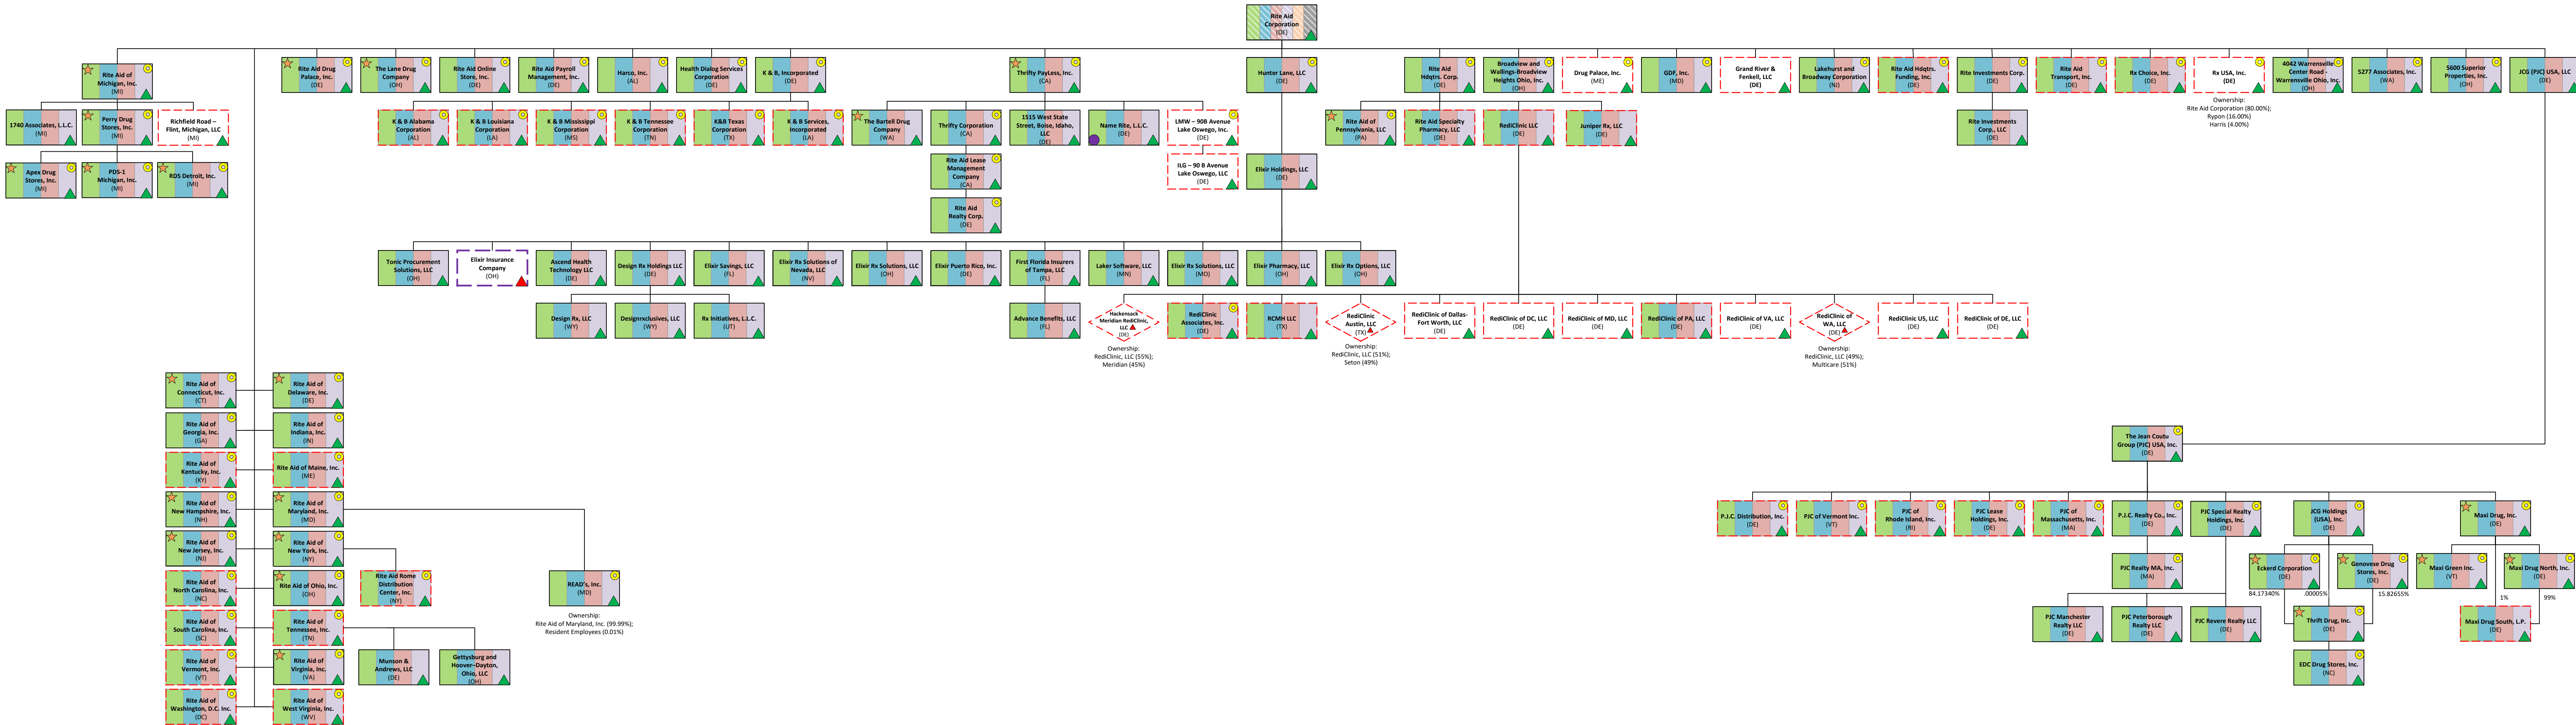 Rite Aid
Corporation
(DE)
Rite Aid of
Michigan, Inc.
(MI)
Rite Aid Drug
Palace, Inc.
(DE)
The Lane Drug
Company
(OH)
Rite Aid Online
Store, Inc.
(DE)
Rite Aid Payroll
Management, Inc.
(DE)
Harco, Inc.
(AL)
Health Dialog Services
Corporation
(DE)
K & B, Incorporated
(DE)
Thrifty PayLess, Inc.
(CA)
Hunter Lane, LLC
(DE)
Rite Aid
Hdqtrs. Corp.
(DE)
Broadview and
Wallings-Broadview
Heights Ohio, Inc.
(OH)
Drug Palace, Inc.
(ME)
GDF, Inc.
(MD)
Grand River &
Fenkell, LLC
(DE)
Lakehurst and
Broadway Corporation
(NJ)
Rite Aid Hdqtrs.
Funding, Inc.
(DE)
Rite Investments Corp.
(DE)
Rite Aid
Transport, Inc.
(DE)
Rx Choice, Inc.
(DE)
Rx USA, Inc.
(DE)
Ownership:
Rite Aid Corporation (80.00%);
Rypon (16.00%)
Harris (4.00%)
4042 Warrensville
Center Road -
Warrensville Ohio, Inc.
(OH)
5277 Associates, Inc.
(WA)
5600 Superior
Properties, Inc.
(OH)
JCG (PJC) USA, LLC
(DE)
1740 Associates, L.L.C.
(MI)
Perry Drug
Stores, Inc.
(MI)
Richfield Road –
Flint, Michigan, LLC
(MI)
K & B Alabama
Corporation
(AL)
K & B Louisiana
Corporation
(LA)
K & B Mississippi
Corporation
(MS)
K & B Tennessee
Corporation
(TN)
K&B Texas
Corporation
(TX)
K & B Services,
Incorporated
(LA)
The Bartell Drug
Company
(WA)
Thrifty Corporation
(CA)
1515 West State
Street, Boise, Idaho,
LLC
(DE)
Name Rite, L.L.C.
(DE)
LMW – 90B Avenue
Lake Oswego, Inc.
(DE)
Rite Aid of
Pennsylvania, LLC
(PA)
Rite Aid Specialty
Pharmacy, LLC
(DE)
RediClinic LLC
(DE)
Juniper Rx, LLC
(DE)
Rite Investments
Corp., LLC
(DE)
Apex Drug
Stores, Inc.
(MI)
PDS-1
Michigan, Inc.
(MI)
RDS Detroit, Inc.
(MI)
Rite Aid Lease
Management
Company
(CA)
ILG – 90 B Avenue
Lake Oswego, LLC
(DE)
Elixir Holdings, LLC
(DE)
Rite Aid
Realty Corp.
(DE)
Tonic Procurement
Solutions, LLC
(OH)
Elixir Insurance
Company
(OH)
Ascend Health
Technology LLC
(DE)
Design Rx Holdings LLC
(DE)
Elixir Savings, LLC
(FL)
Elixir Rx Solutions of
Nevada, LLC
(NV)
Elixir Rx Solutions, LLC
(OH)
Elixir Puerto Rico, Inc.
(DE)
First Florida Insurers
of Tampa, LLC
(FL)
Laker Software, LLC
(MN)
Elixir Rx Solutions, LLC
(MO)
Elixir Pharmacy, LLC
(OH)
Elixir Rx Options, LLC
(OH)
Design Rx, LLC
(WY)
Designrxclusives, LLC
(WY)
Rx Initiatives, L.L.C.
(UT)
Advance Benefits, LLC
(FL)
Hackensack
Meridian RediClinic,
LLC
(DE)
Ownership:
RediClinic, LLC (55%);
Meridian (45%)
RediClinic
Associates, Inc.
(DE)
RCMH LLC
(TX)
RediClinic
Austin, LLC
(TX)
Ownership:
RediClinic, LLC (51%);
Seton (49%)
RediClinic of Dallas-
Fort Worth, LLC
(DE)
RediClinic of DC, LLC
(DE)
RediClinic of MD, LLC
(DE)
RediClinic of PA, LLC
(DE)
RediClinic of VA, LLC
(DE)
RediClinic of
WA, LLC
(DE)
Ownership:
RediClinic, LLC (49%);
Multicare (51%)
RediClinic US, LLC
(DE)
RediClinic of DE, LLC
(DE)
Rite Aid of
Connecticut, Inc.
(CT)
Rite Aid of
Delaware, Inc.
(DE)
Rite Aid of
Georgia, Inc.
(GA)
Rite Aid of
Indiana, Inc.
(IN)
Rite Aid of
Kentucky, Inc.
(KY)
Rite Aid of Maine, Inc.
(ME)
Rite Aid of
New Hampshire, Inc.
(NH)
Rite Aid of
Maryland, Inc.
(MD)
Rite Aid of
New Jersey, Inc.
(NJ)
Rite Aid of
New York, Inc.
(NY)
Rite Aid of
North Carolina, Inc.
(NC)
Rite Aid of Ohio, Inc.
(OH)
Rite Aid Rome
Distribution
Center, Inc.
(NY)
READ's, Inc.
(MD)
Ownership:
Rite Aid of Maryland, Inc. (99.99%);
Resident Employees (0.01%)
Rite Aid of
South Carolina, Inc.
(SC)
Rite Aid of
Tennessee, Inc.
(TN)
Rite Aid of
Vermont, Inc.
(VT)
Rite Aid of
Virginia, Inc.
(VA)
Munson &
Andrews, LLC
(DE)
Gettysburg and
Hoover–Dayton,
Ohio, LLC
(OH)
Rite Aid of
Washington, D.C. Inc.
(DC)
Rite Aid of
West Virginia, Inc.
(WV)
The Jean Coutu
Group (PJC) USA, Inc.
(DE)
P.J.C. Distribution, Inc.
(DE)
PJC of Vermont Inc.
(VT)
PJC of
Rhode Island, Inc.
(RI)
PJC Lease
Holdings, Inc.
(DE)
PJC of
Massachusetts, Inc.
(MA)
P.J.C. Realty Co., Inc.
(DE)
PJC Special Realty
Holdings, Inc.
(DE)
JCG Holdings
(USA), Inc.
(DE)
Maxi Drug, Inc.
(DE)
PJC Realty MA, Inc.
(MA)
Eckerd Corporation
(DE)
Genovese Drug
Stores, Inc.
(DE)
Maxi Green Inc.
(VT)
Maxi Drug North, Inc.
(DE)
84.17340%
.00005%
15.82655%
1%
99%
PJC Manchester
Realty LLC
(DE)
PJC Peterborough
Realty LLC
(DE)
PJC Revere Realty LLC
(DE)
Thrift Drug, Inc.
(DE)
Maxi Drug South, L.P.
(DE)
EDC Drug Stores, Inc.
(NC)